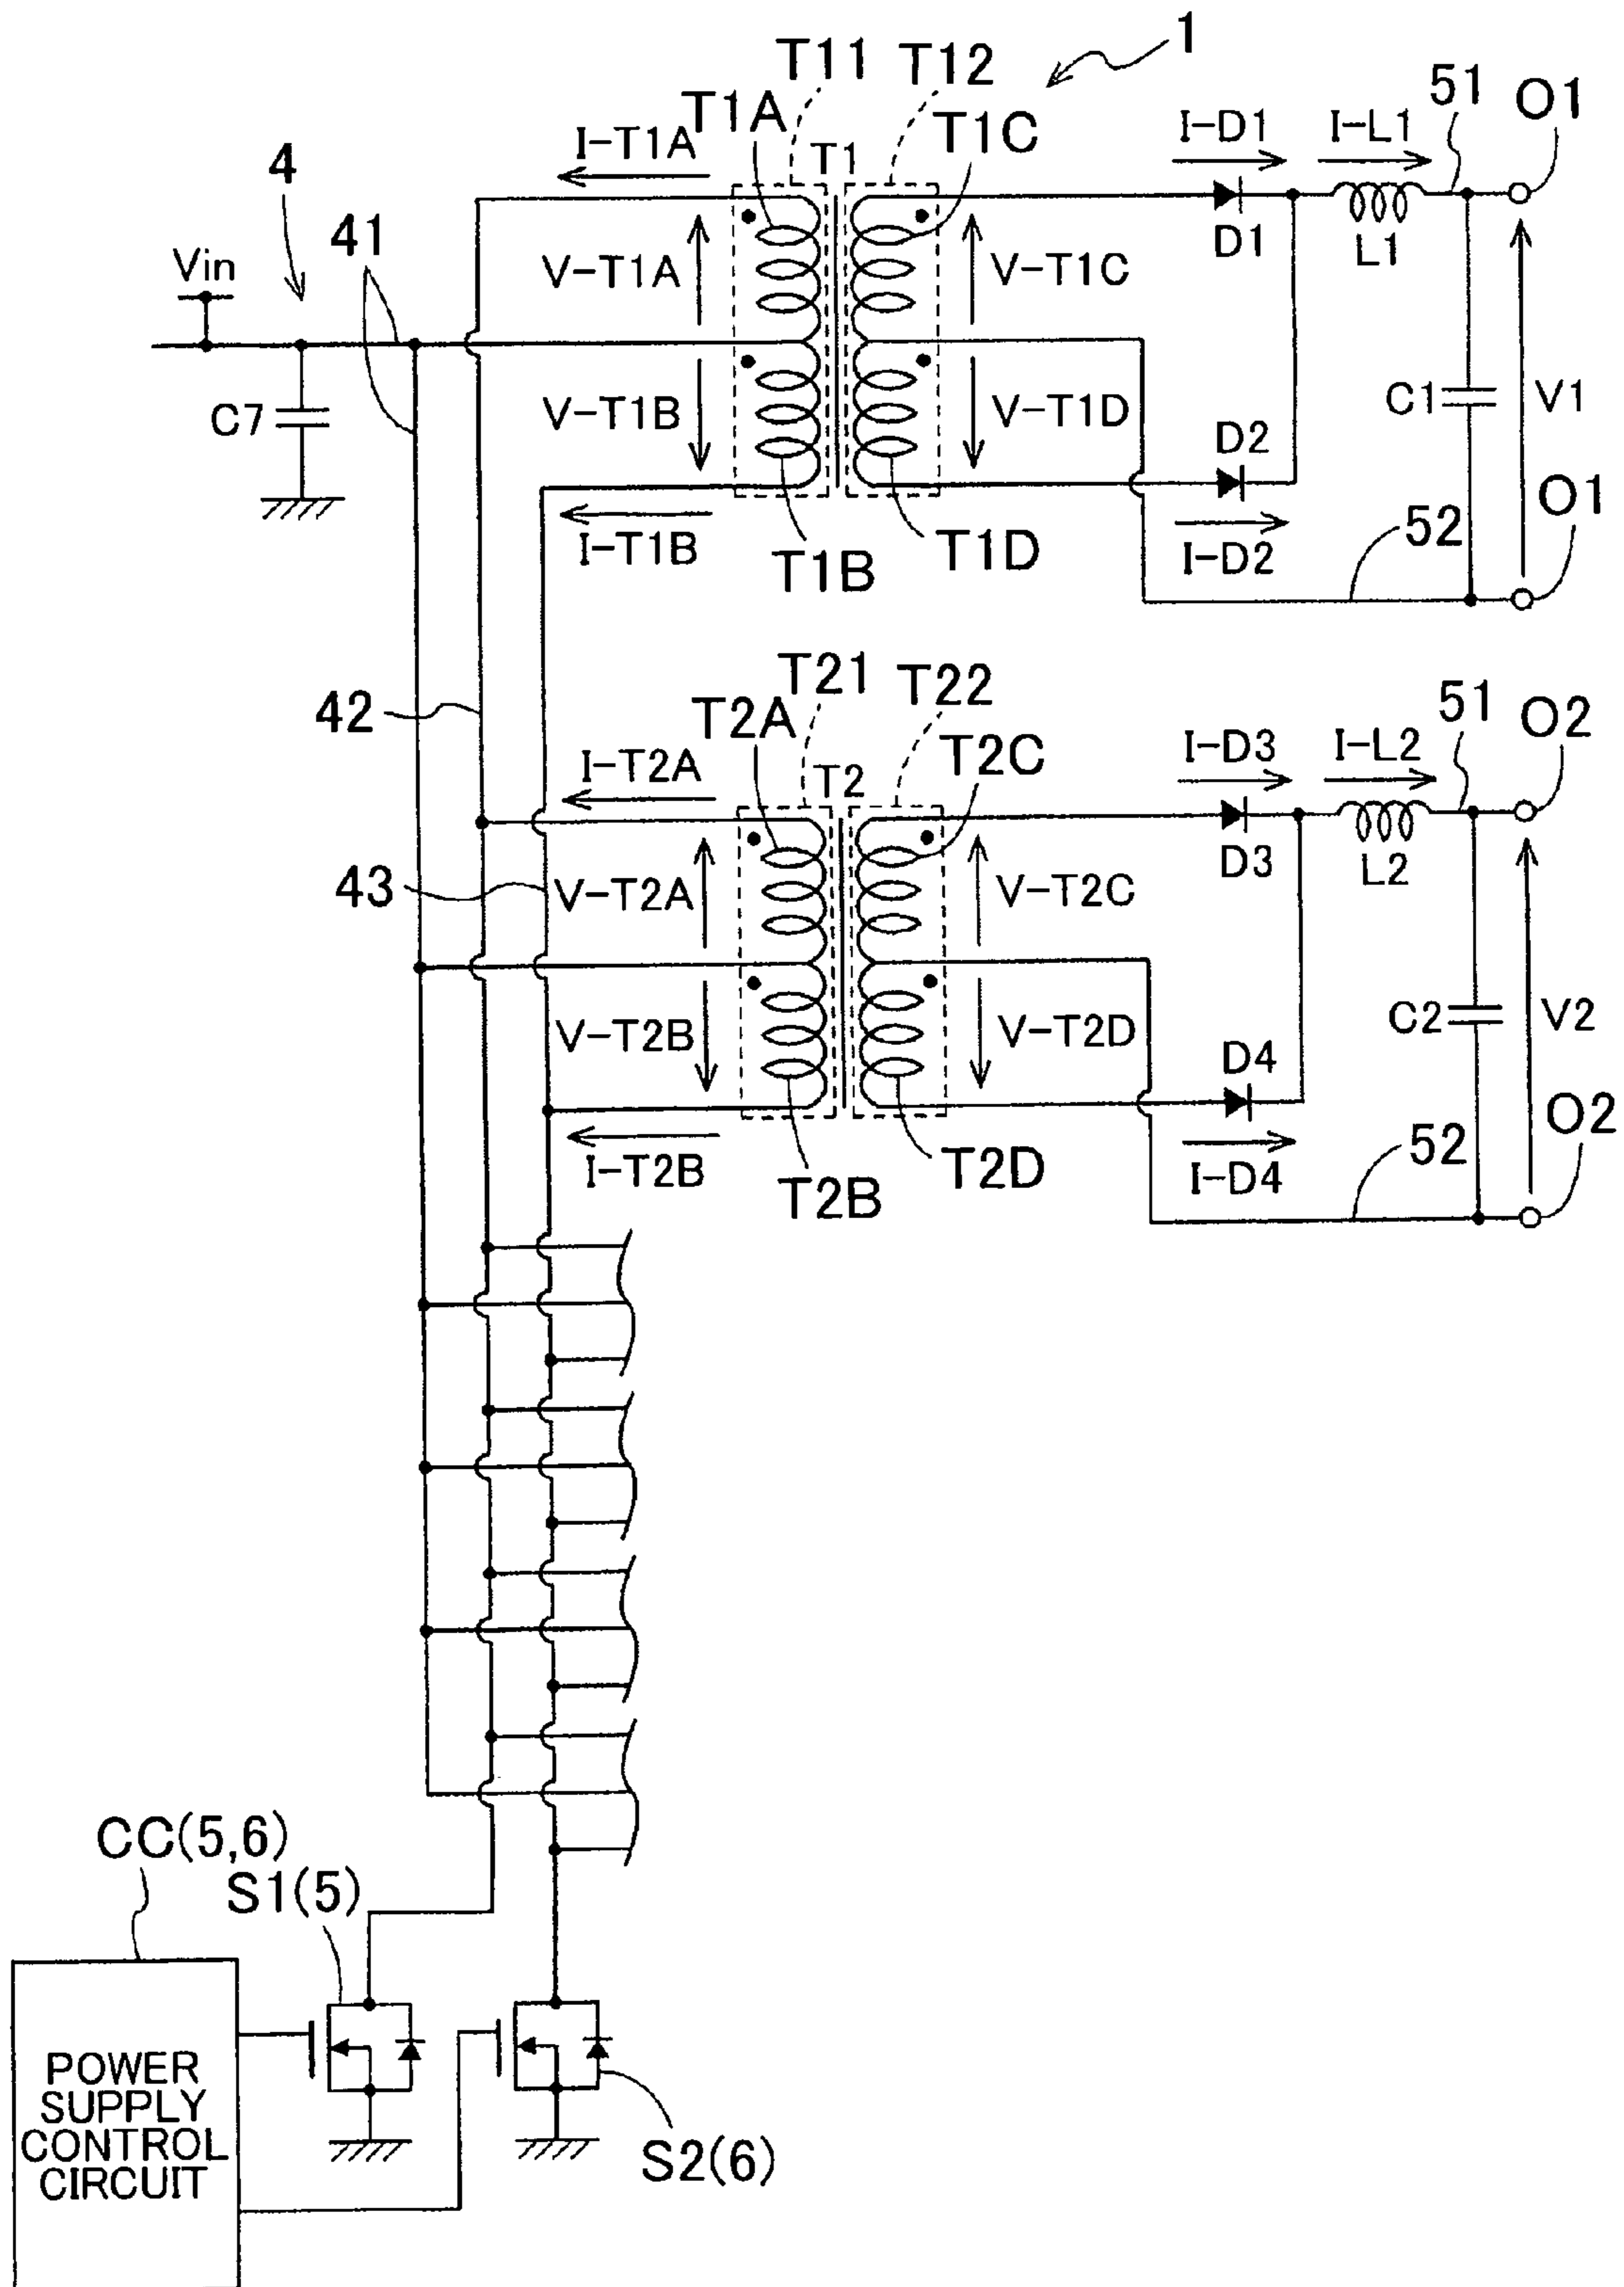 1
T11
T12
T1A
T1C
I-T1A
T1
I-D1
I-L1
51
O1
4
41
Vin
V-T1A
V-T1C
D1
L1
C7
V-T1B
V-T1D
D2
C1
V1
I-T1B
T1B
T1D
I-D2
52
O1
T21
T22
42
T2A
T2C
I-T2A
T2
I-D3
I-L2
51
O2
43
V-T2A
V-T2C
D3
L2
V-T2B
V-T2D
D4
C2
V2
I-T2B
T2B
T2D
I-D4
52
O2
CC(5,6)
S1(5)
POWER
SUPPLY
CONTROL
CIRCUIT
S2(6)